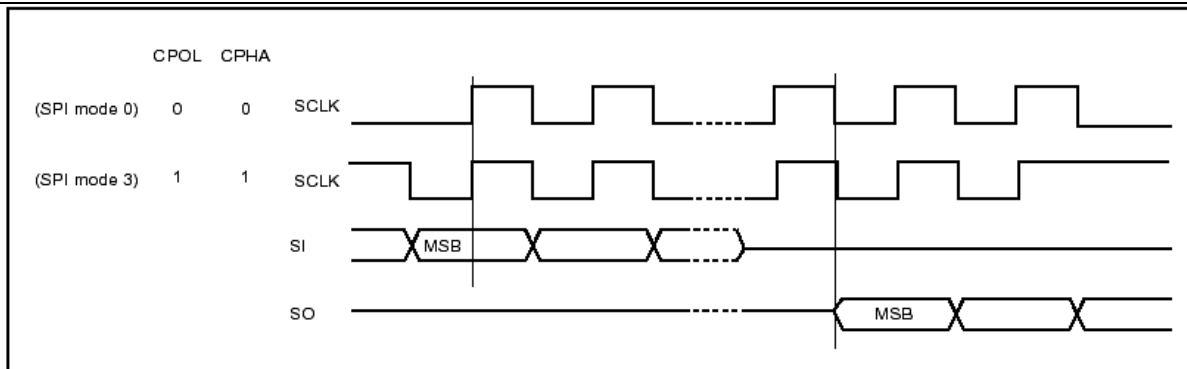 CPOL CPHA
(SPI mode 0) 0 0 SCLK
(SPI mode 3) 1 1 SCLK
SI MSB
SO MSB